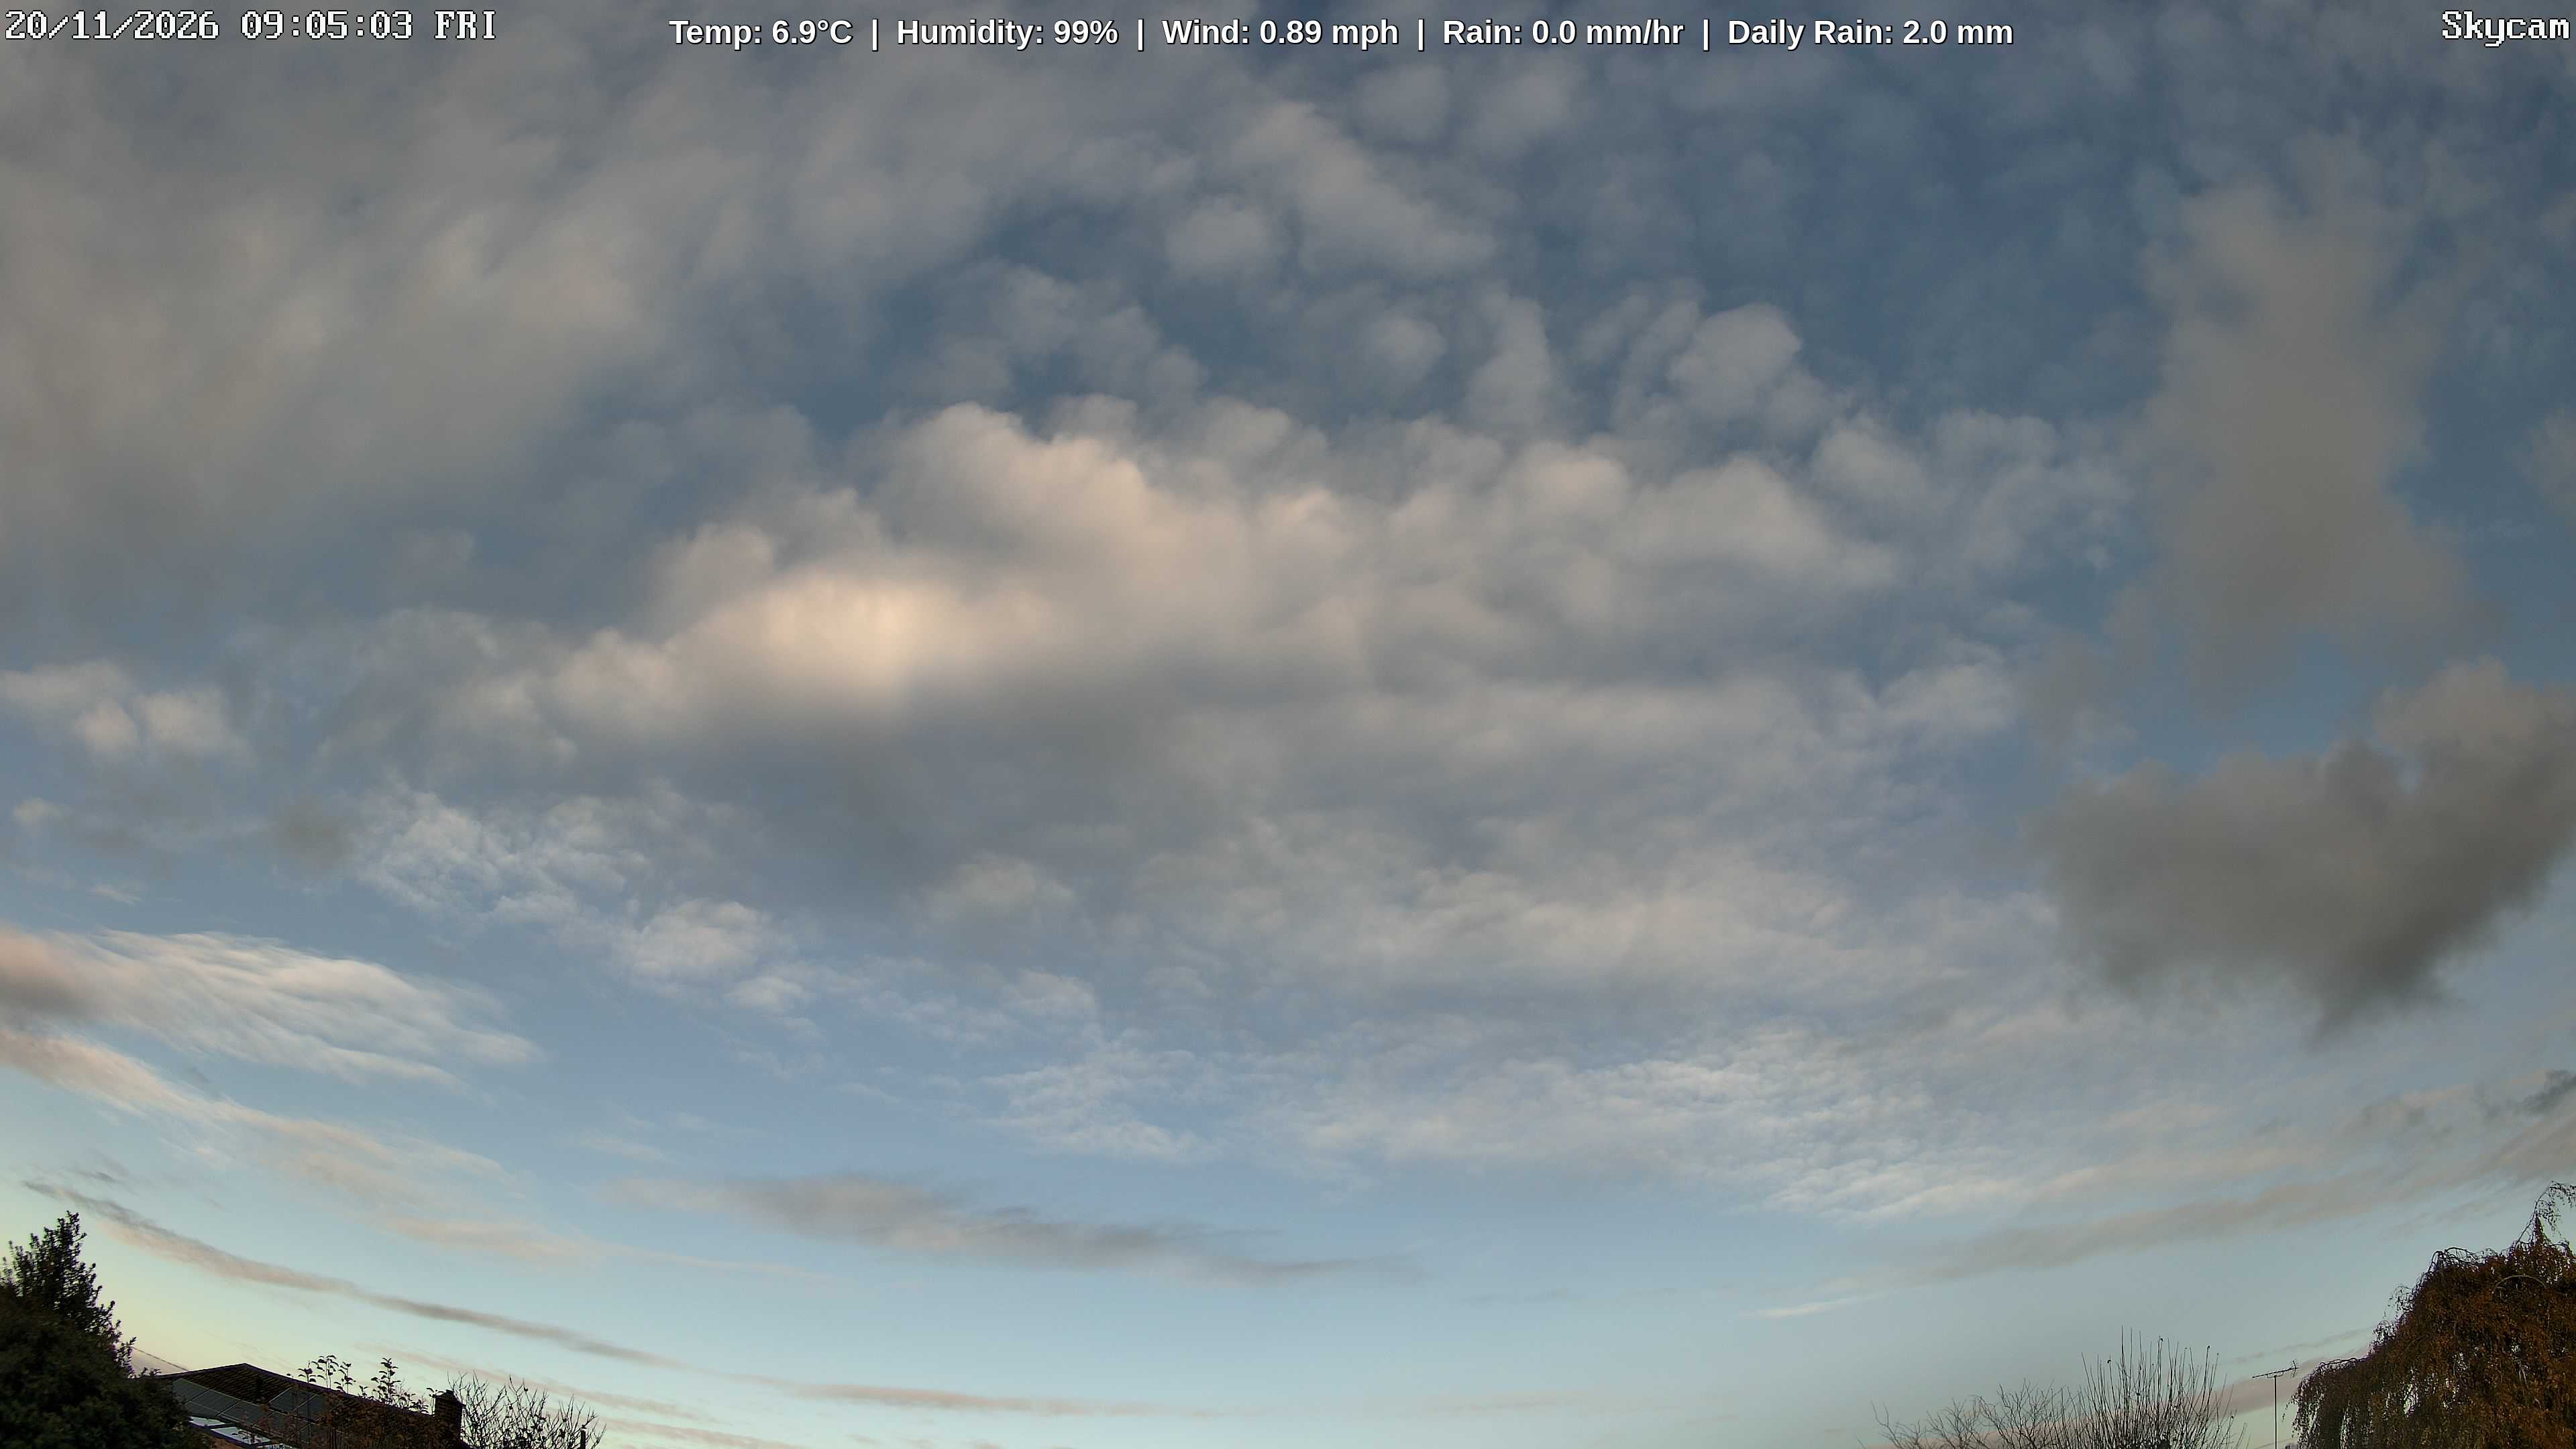 20/11/2026 09:05:03 FRI
Temp: 6.9°C | Humidity: 99% | Wind: 0.89 mph | Rain: 0.0 mm/hr | Daily Rain: 2.0 mm
Skycam